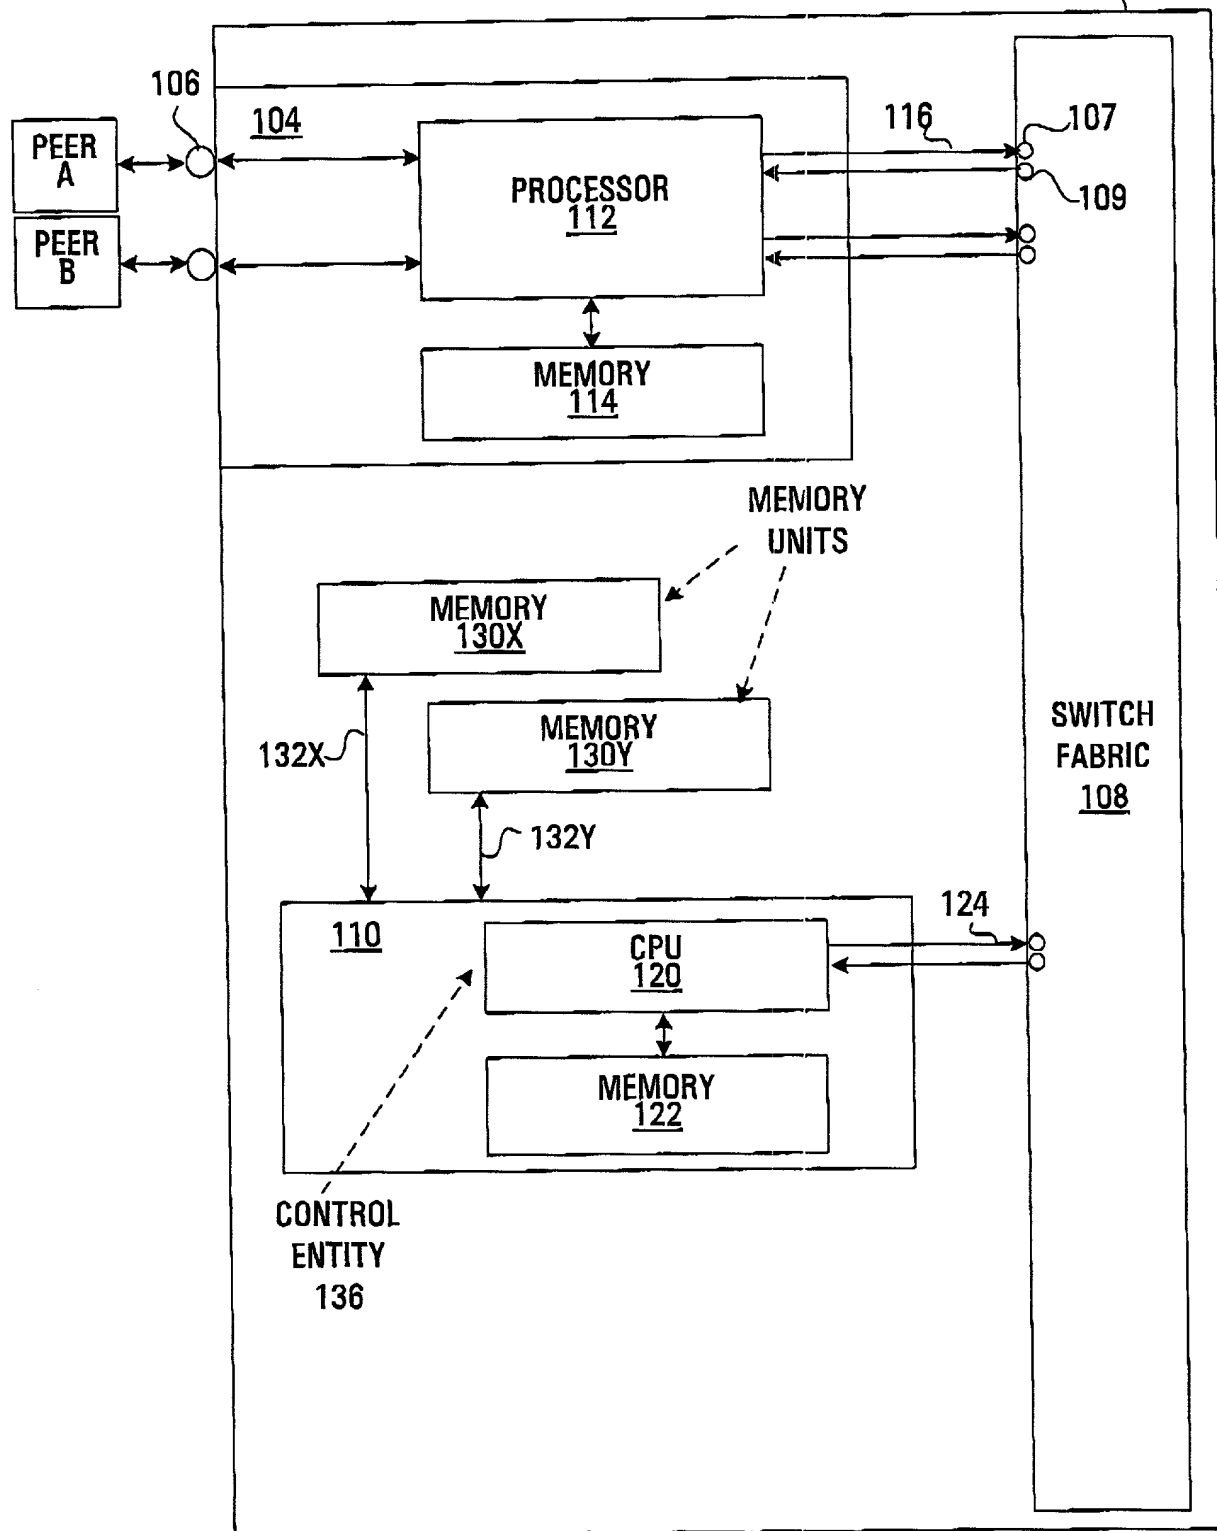 106
104
116
107
PEER
A
PROCESSOR
112
109
PEER
B
MEMORY
114
MEMORY
UNITS
MEMORY
130X
MEMORY
130Y
SWITCH
FABRIC
108
132X
132Y
110
CPU
120
124
MEMORY
122
CONTROL
ENTITY
136